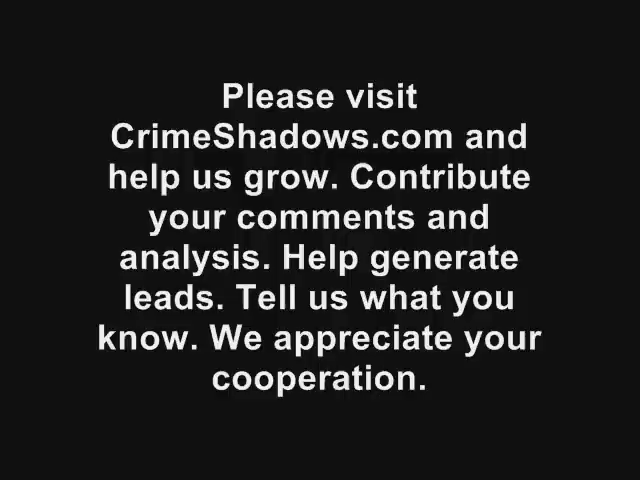 Please visit
CrimeShadows.com and
help us grow. Contribute
your comments and
analysis. Help generate
leads. Tell us what you
know. We appreciate your
cooperation.